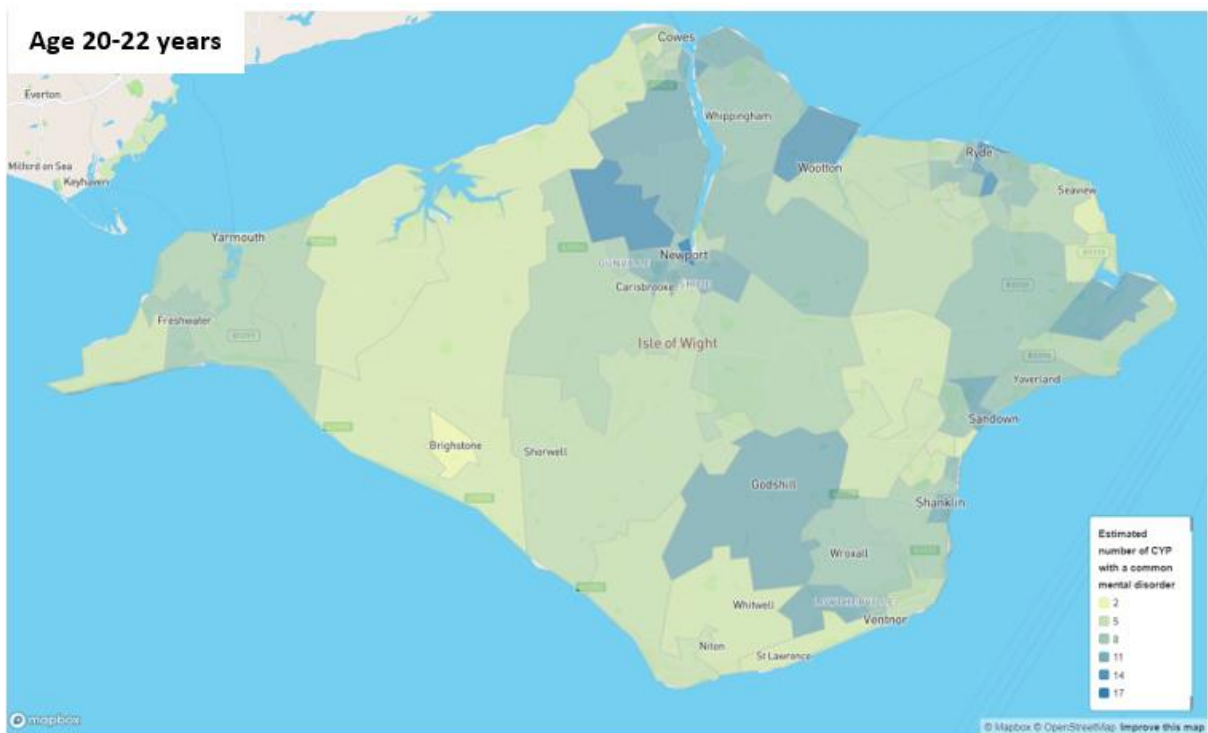 Age 20-22 years
Cowes
Everton
Whippingham
Milford on Sea
Wootton
Ryde
Keyhaven
Seaview
Yarmouth
Newport
Carisbrooke
Freshwater
Isle of Wight
Yaverland
Sandown
Brighstone
Shorwell
Godshill
Shanklin
Wroxall
Whitwell
Ventnor
Niton
St Lawrence
Estimated
number of CYP
with a common
mental disorder
2
5
8
11
14
17
mapbox
© Mapbox © OpenStreetMap Improve this map